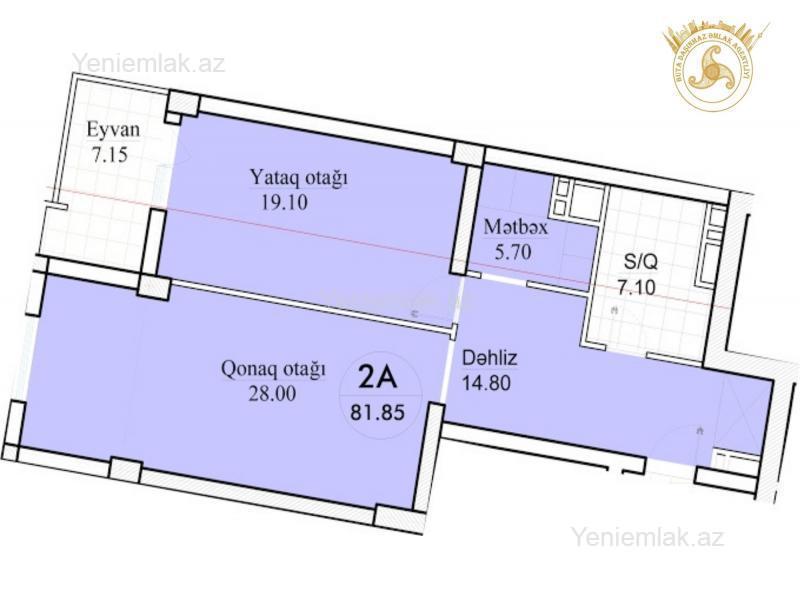 Yeniemlak.az
BUTA DAŞINMAZ ƏMLAK AGENTLİYİ
Eyvan
7.15
Yataq otağı
19.10
Mətbəx
5.70
S/Q
7.10
Qonaq otağı
28.00
2A
81.85
Dəhliz
14.80
Yeniemlak.az